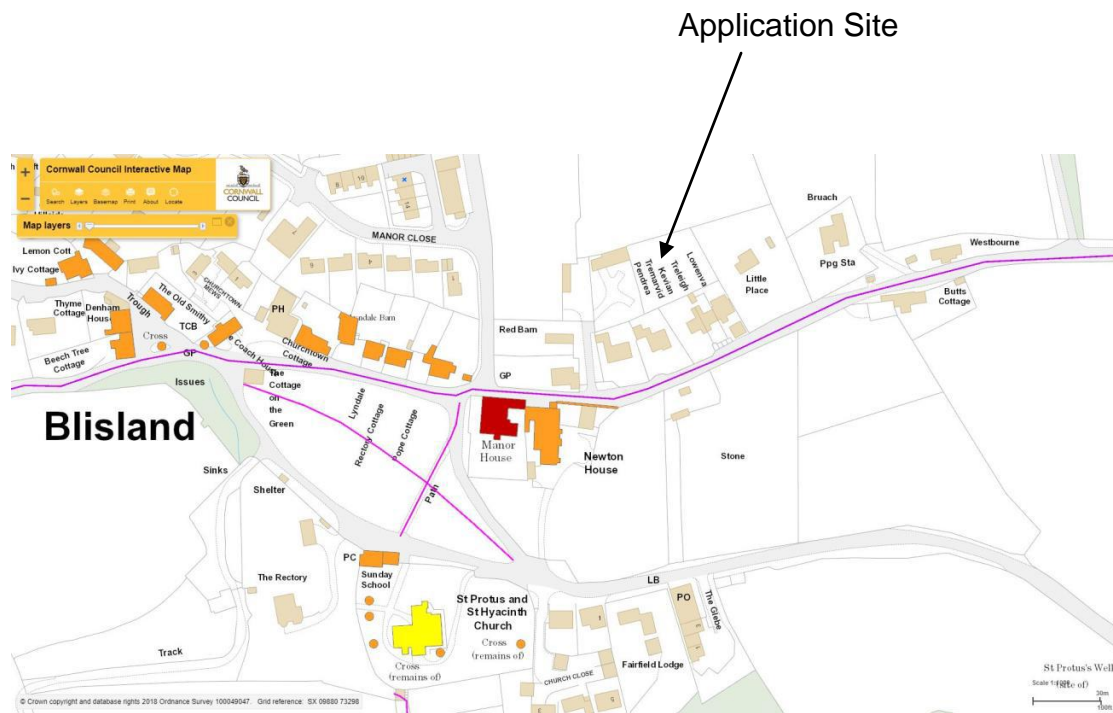 Application Site
Cornwall Council Interactive Map
CORNWALL
COUNCIL
Search Layers Basemap Print About Locate
Map layers
Lemon Cott
Ivy Cottage
Thyme
Cottage
Denham
House
Trough
The Old Smithy
CHURCHTOWN
MEWS
TCB
Cross
GP
Beech Tree
Cottage
Issues
PH
Churchtown
Cottage
The
Cottage
on
the
Green
MANOR CLOSE
Red Barn
GP
Pendrea
Tremarvid
Kevian
Treleigh
Lowenva
Little
Place
Bruach
Ppg Sta
Westbourne
Butts
Cottage
Blisland
Lyndale
Rectory Cottage
Pope Cottage
Path
Manor
House
Newton
House
Stone
Sinks
Shelter
The Rectory
PC
Sunday
School
St Protus and
St Hyacinth
Church
Cross
(remains of)
Cross
(remains of)
LB
PO
The Glebe
Fairfield Lodge
CHURCH CLOSE
Track
St Protus's Well
(site of)
30m
100ft
© Crown copyright and database rights 2018 Ordnance Survey 100049047. Grid reference: SX 09880 73298